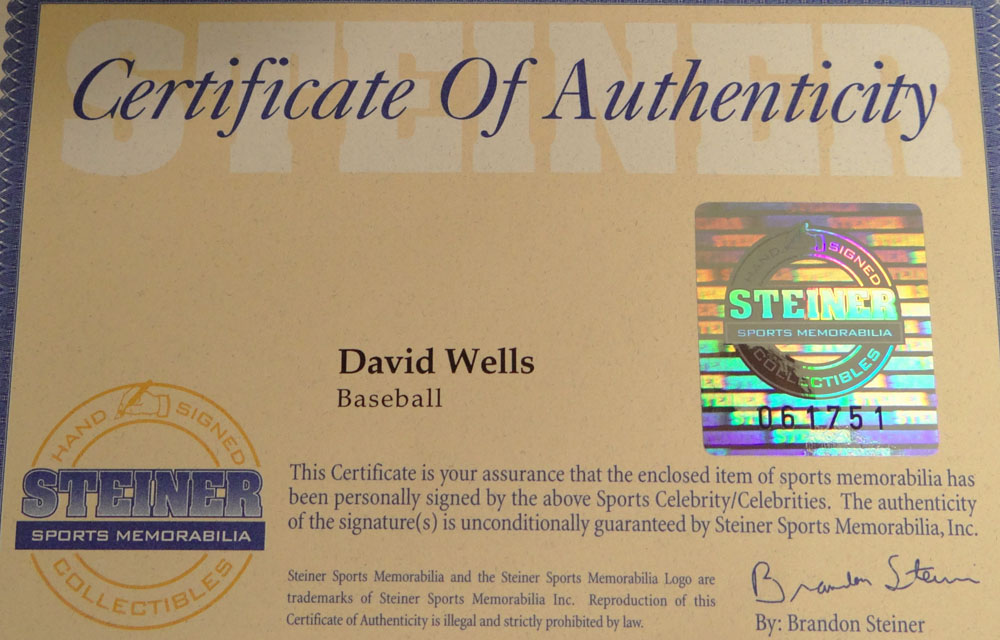 STEINER
Certificate Of Authenticity
HAND SIGNED
STEINER
SPORTS MEMORABILIA
COLLECTIBLES
061751
David Wells
Baseball
HAND SIGNED
STEINER
SPORTS MEMORABILIA
COLLECTIBLES
This Certificate is your assurance that the enclosed item of sports memorabilia has
been personally signed by the above Sports Celebrity/Celebrities. The authenticity
of the signature(s) is unconditionally guaranteed by Steiner Sports Memorabilia, Inc.
Steiner Sports Memorabilia and the Steiner Sports Memorabilia Logo are
trademarks of Steiner Sports Memorabilia Inc. Reproduction of this
Certificate of Authenticity is illegal and strictly prohibited by law.
Brandon Steiner
By: Brandon Steiner